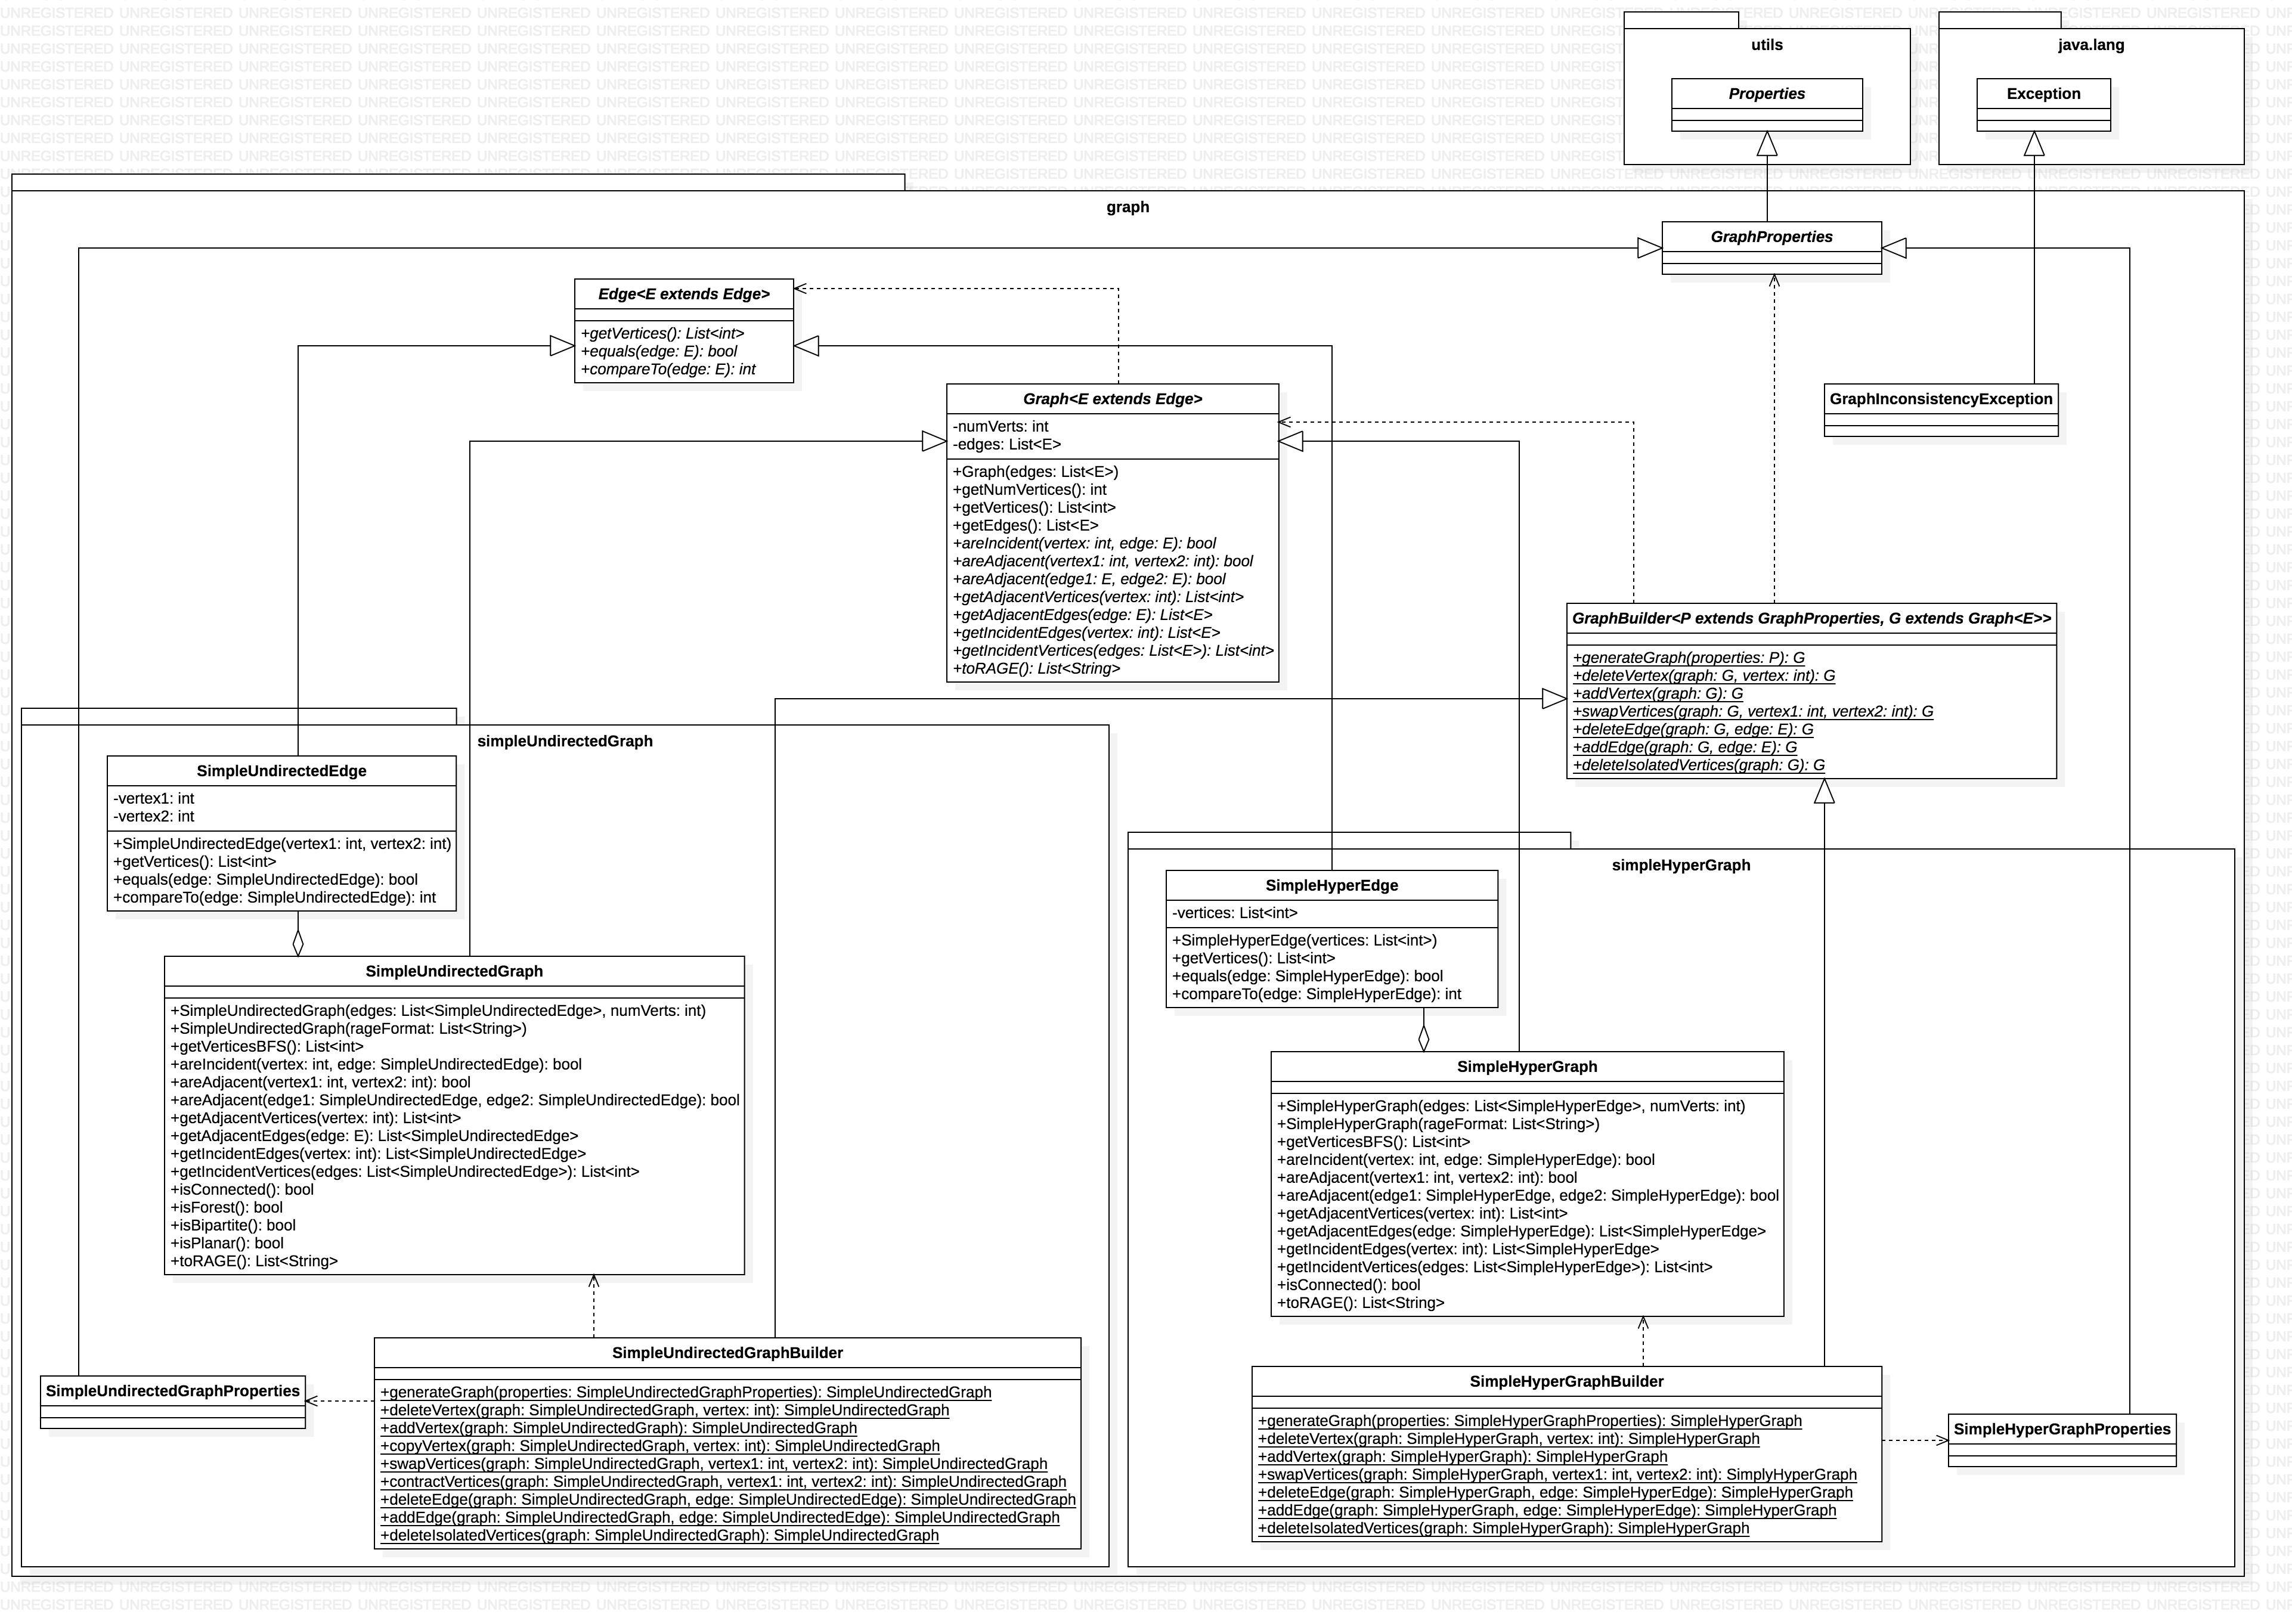 utils
Properties
java.lang
Exception
graph
GraphProperties
Edge<E extends Edge>
+getVertices(): List<int>
+equals(edge: E): bool
+compareTo(edge: E): int
Graph<E extends Edge>
-numVerts: int
-edges: List<E>
+Graph(edges: List<E>)
+getNumVertices(): int
+getVertices(): List<int>
+getEdges(): List<E>
+areIncident(vertex: int, edge: E): bool
+areAdjacent(vertex1: int, vertex2: int): bool
+areAdjacent(edge1: E, edge2: E): bool
+getAdjacentVertices(vertex: int): List<int>
+getAdjacentEdges(edge: E): List<E>
+getIncidentEdges(vertex: int): List<E>
+getIncidentVertices(edges: List<E>): List<int>
+toRAGE(): List<String>
GraphInconsistencyException
GraphBuilder<P extends GraphProperties, G extends Graph<E>>
+generateGraph(properties: P): G
+deleteVertex(graph: G, vertex: int): G
+addVertex(graph: G): G
+swapVertices(graph: G, vertex1: int, vertex2: int): G
+deleteEdge(graph: G, edge: E): G
+addEdge(graph: G, edge: E): G
+deleteIsolatedVertices(graph: G): G
simpleUndirectedGraph
SimpleUndirectedEdge
-vertex1: int
-vertex2: int
+SimpleUndirectedEdge(vertex1: int, vertex2: int)
+getVertices(): List<int>
+equals(edge: SimpleUndirectedEdge): bool
+compareTo(edge: SimpleUndirectedEdge): int
SimpleUndirectedGraph
+SimpleUndirectedGraph(edges: List<SimpleUndirectedEdge>, numVerts: int)
+SimpleUndirectedGraph(rageFormat: List<String>)
+getVerticesBFS(): List<int>
+areIncident(vertex: int, edge: SimpleUndirectedEdge): bool
+areAdjacent(vertex1: int, vertex2: int): bool
+areAdjacent(edge1: SimpleUndirectedEdge, edge2: SimpleUndirectedEdge): bool
+getAdjacentVertices(vertex: int): List<int>
+getAdjacentEdges(edge: E): List<SimpleUndirectedEdge>
+getIncidentEdges(vertex: int): List<SimpleUndirectedEdge>
+getIncidentVertices(edges: List<SimpleUndirectedEdge>): List<int>
+isConnected(): bool
+isForest(): bool
+isBipartite(): bool
+isPlanar(): bool
+toRAGE(): List<String>
SimpleUndirectedGraphProperties
SimpleUndirectedGraphBuilder
+generateGraph(properties: SimpleUndirectedGraphProperties): SimpleUndirectedGraph
+deleteVertex(graph: SimpleUndirectedGraph, vertex: int): SimpleUndirectedGraph
+addVertex(graph: SimpleUndirectedGraph): SimpleUndirectedGraph
+copyVertex(graph: SimpleUndirectedGraph, vertex: int): SimpleUndirectedGraph
+swapVertices(graph: SimpleUndirectedGraph, vertex1: int, vertex2: int): SimpleUndirectedGraph
+contractVertices(graph: SimpleUndirectedGraph, vertex1: int, vertex2: int): SimpleUndirectedGraph
+deleteEdge(graph: SimpleUndirectedGraph, edge: SimpleUndirectedEdge): SimpleUndirectedGraph
+addEdge(graph: SimpleUndirectedGraph, edge: SimpleUndirectedEdge): SimpleUndirectedGraph
+deleteIsolatedVertices(graph: SimpleUndirectedGraph): SimpleUndirectedGraph
simpleHyperGraph
SimpleHyperEdge
-vertices: List<int>
+SimpleHyperEdge(vertices: List<int>)
+getVertices(): List<int>
+equals(edge: SimpleHyperEdge): bool
+compareTo(edge: SimpleHyperEdge): int
SimpleHyperGraph
+SimpleHyperGraph(edges: List<SimpleHyperEdge>, numVerts: int)
+SimpleHyperGraph(rageFormat: List<String>)
+getVerticesBFS(): List<int>
+areIncident(vertex: int, edge: SimpleHyperEdge): bool
+areAdjacent(vertex1: int, vertex2: int): bool
+areAdjacent(edge1: SimpleHyperEdge, edge2: SimpleHyperEdge): bool
+getAdjacentVertices(vertex: int): List<int>
+getAdjacentEdges(edge: SimpleHyperEdge): List<SimpleHyperEdge>
+getIncidentEdges(vertex: int): List<SimpleHyperEdge>
+getIncidentVertices(edges: List<SimpleHyperEdge>): List<int>
+isConnected(): bool
+toRAGE(): List<String>
SimpleHyperGraphBuilder
+generateGraph(properties: SimpleHyperGraphProperties): SimpleHyperGraph
+deleteVertex(graph: SimpleHyperGraph, vertex: int): SimpleHyperGraph
+addVertex(graph: SimpleHyperGraph): SimpleHyperGraph
+swapVertices(graph: SimpleHyperGraph, vertex1: int, vertex2: int): SimplyHyperGraph
+deleteEdge(graph: SimpleHyperGraph, edge: SimpleHyperEdge): SimpleHyperGraph
+addEdge(graph: SimpleHyperGraph, edge: SimpleHyperEdge): SimpleHyperGraph
+deleteIsolatedVertices(graph: SimpleHyperGraph): SimpleHyperGraph
SimpleHyperGraphProperties